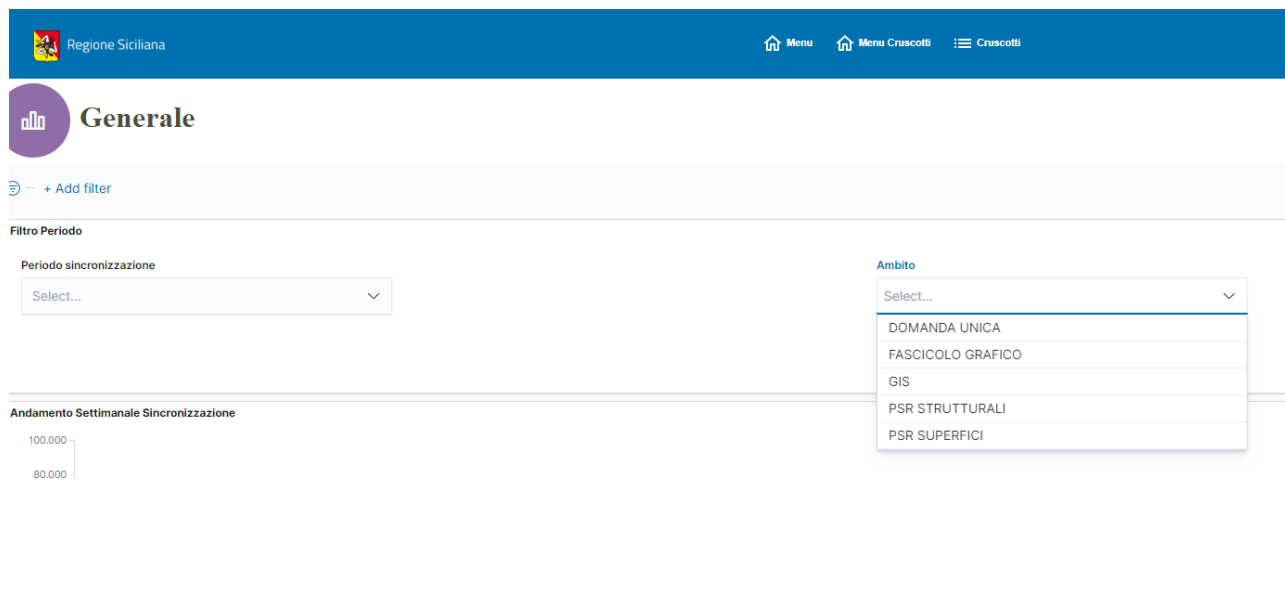 Regione Siciliana
Menu Menu Cruscotti Cruscotti
Generale
+ Add filter
Filtro Periodo
Periodo sincronizzazione
Select...
Ambito
Select...
DOMANDA UNICA
FASCICOLO GRAFICO
GIS
PSR STRUTTURALI
PSR SUPERFICI
Andamento Settimanale Sincronizzazione
100.000
80.000